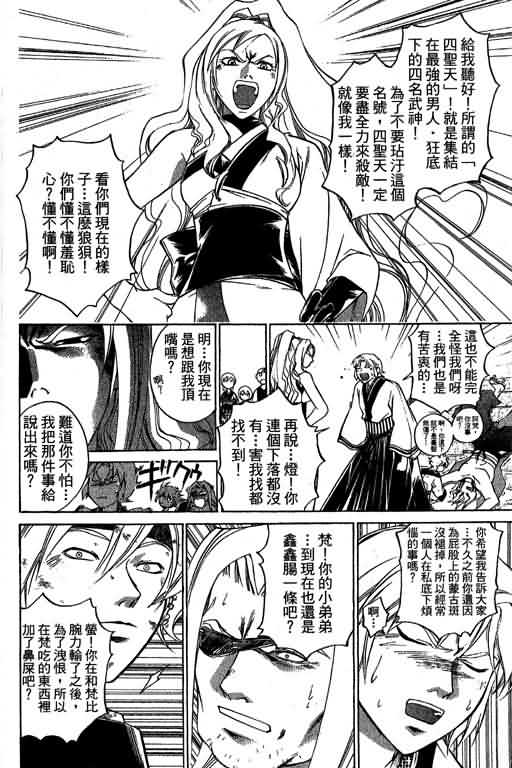 給我聽好！所謂的「
四聖天」！就是集結
在最強的男人．狂底
下的四名武神！
為了不要玷汙這個
名號，四聖天一定
要盡全力來殺敵！
就像我一樣！
看你們現在的樣
子…這麼狼狽！
你們懂不懂羞恥
心？懂不懂啊！
這也不能完
全怪我們呀
…我們也是
有苦衷的…
再說…燈！你
連個下落都沒
有…害我找都
找不到！
明…你現在
是想跟我頂
嘴嗎？
啊…
難道你不怕…
我把那件事給
說出來嗎？
你希望我告訴大家
…不久之前你還因
為屁股上的蒙古斑
沒褪掉，所以經常
一個人在私底下煩
惱的事嗎？
啊…
梵！你的小弟弟
…到現在也還是
鑫鑫腸一條吧？
螢！你在和梵比
腕力輸了之後，
為了洩恨，所以
在梵吃的東西裡
加了鼻屎吧？